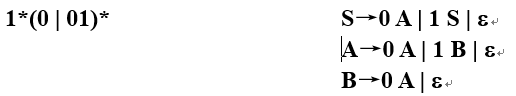 1*(0 | 01)*
S→0 A | 1 S | ε
A→0 A | 1 B | ε
B→0 A | ε